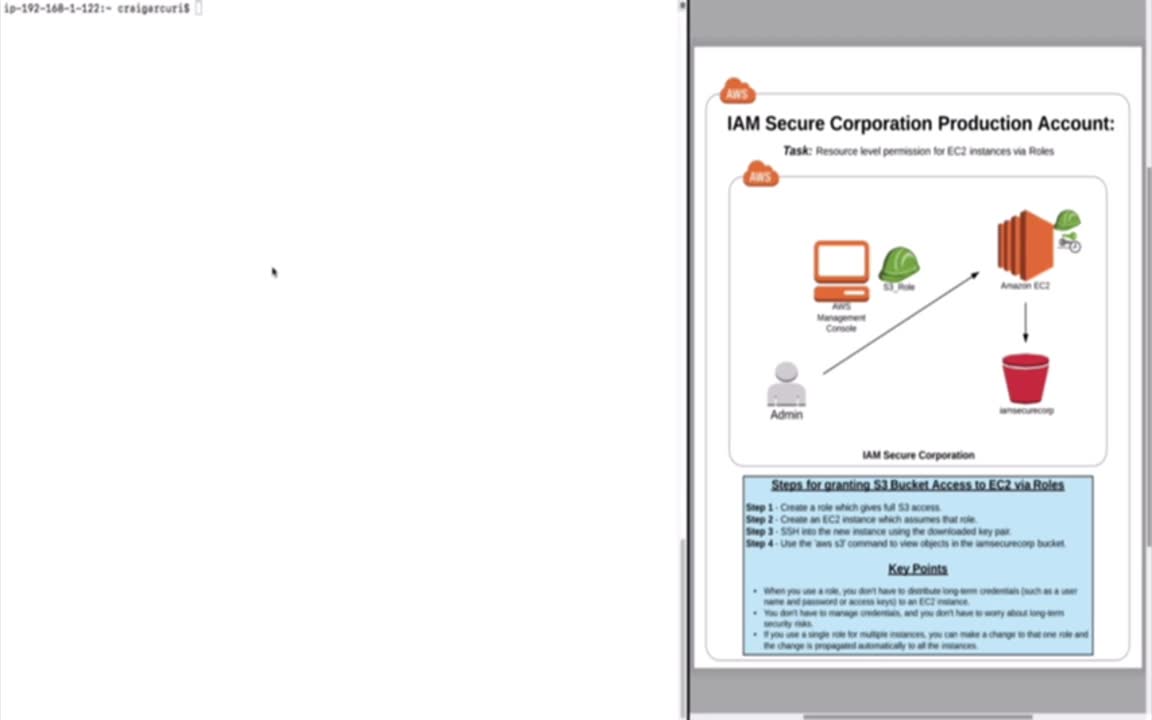 ip-192-168-1-122:~ craigarcuri$
AWS
IAM Secure Corporation Production Account:
Task: Resource level permission for EC2 instances via Roles
AWS
S3_Role
Amazon EC2
AWS
Management
Console
iamsecurecorp
Admin
IAM Secure Corporation
Steps for granting S3 Bucket Access to EC2 via Roles
Step 1 - Create a role which gives full S3 access.
Step 2 - Create an EC2 instance which assumes that role.
Step 3 - SSH into the new instance using the downloaded key pair.
Step 4 - Use the 'aws s3' command to view objects in the iamsecurecorp bucket.
Key Points
• When you use a role, you don't have to distribute long-term credentials (such as a user
name and password or access keys) to an EC2 instance.
• You don't have to manage credentials, and you don't have to worry about long-term
security risks.
• If you use a single role for multiple instances, you can make a change to that one role and
the change is propagated automatically to all the instances.